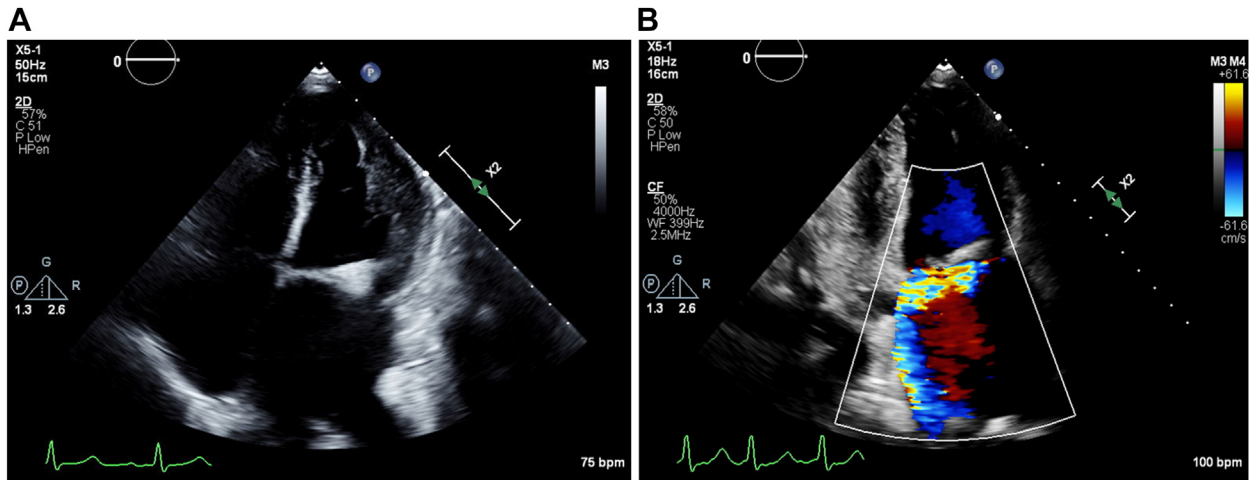 A
X5-1
50Hz
15cm
0
P
M3
2D
57%
C 51
P Low
HPen
X2
G
P R
1.3 2.6
75 bpm
B
X5-1
18Hz
16cm
0
P
M3 M4
+61.6
2D
58%
C 50
P Low
HPen
CF
50%
4000Hz
WF 399Hz
2.5MHz
X2
-61.6
cm/s
G
P R
1.3 2.6
100 bpm